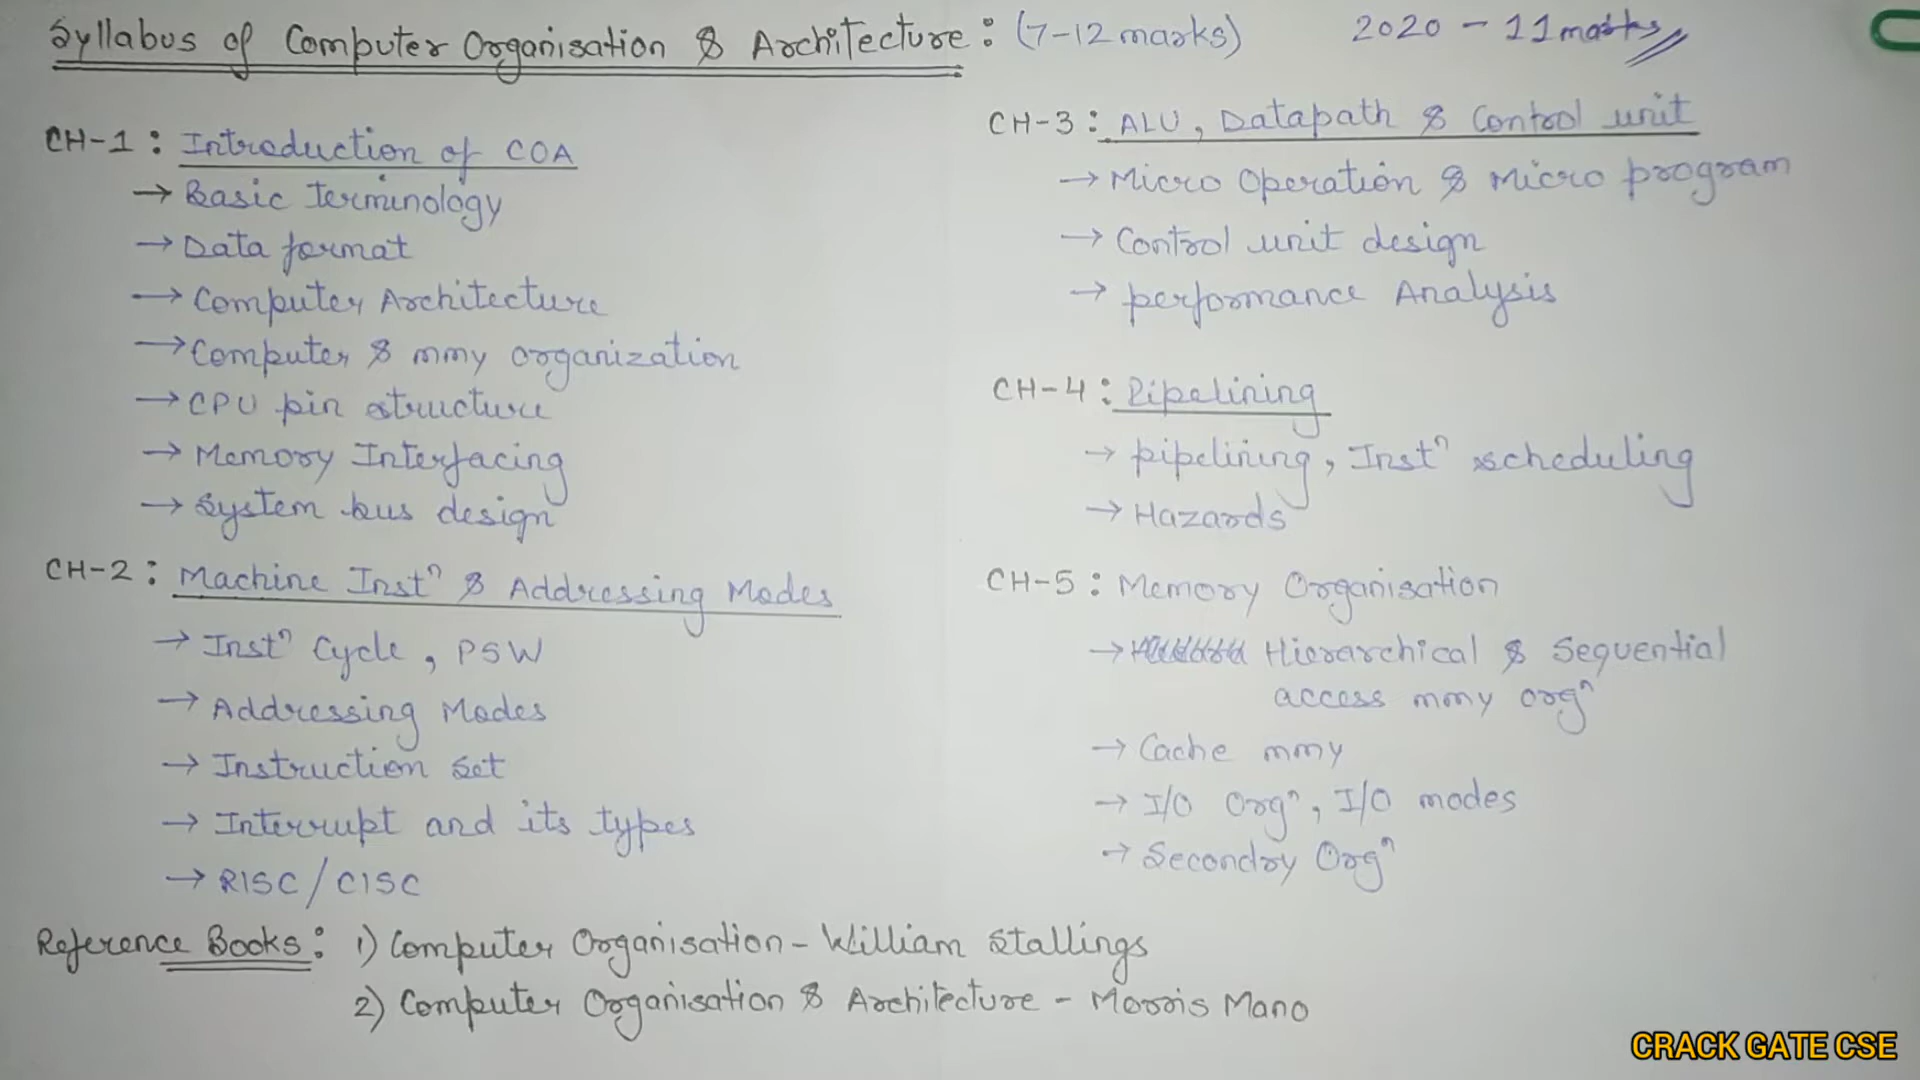 Syllabus of Computer Organisation & Architecture: (7-12 marks) 2020 - 11 marks
CH-1: Introduction of COA
→ Basic Terminology
→ Data format
→ Computer Architecture
→ Computer & mmy organization
→ CPU pin structure
→ Memory Interfacing
→ System bus design
CH-2: Machine Instⁿ & Addressing Modes
→ Instⁿ Cycle, PSW
→ Addressing Modes
→ Instruction Set
→ Interrupt and its types
→ RISC/CISC
CH-3: ALU, Datapath & Control unit
→ Micro Operation & Micro program
→ Control unit design
→ performance Analysis
CH-4: Pipelining
→ pipelining, Instⁿ scheduling
→ Hazards
CH-5: Memory Organisation
→ Hierarchical & Sequential
access mmy orgⁿ
→ Cache mmy
→ I/O Orgⁿ, I/O modes
→ Secondry Orgⁿ
Reference Books: 1) Computer Organisation - William Stallings
2) Computer Organisation & Architecture - Morris Mano
CRACK GATE CSE